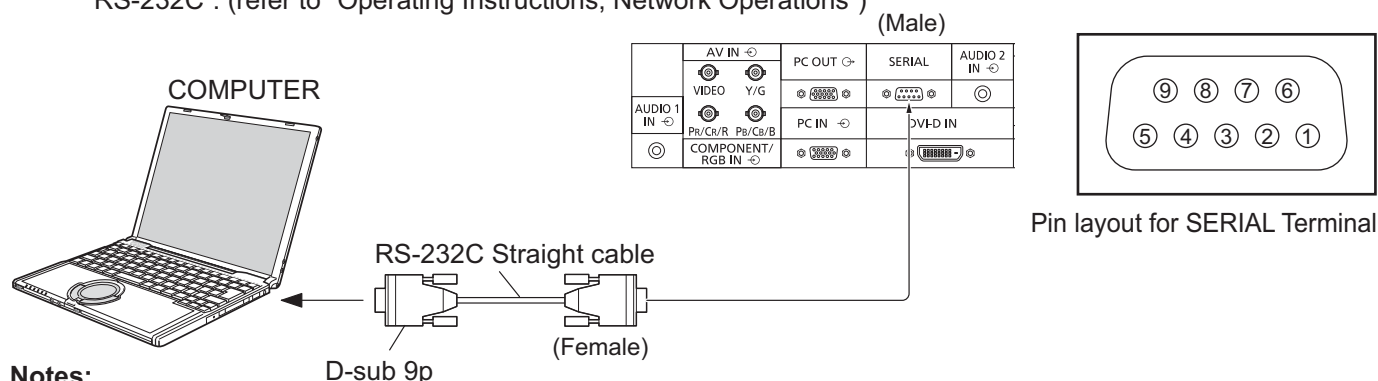 RS-232C : (refer to "Operating Instructions, Network Operations")
(Male)
COMPUTER
AV IN
PC OUT
SERIAL
AUDIO 2
IN
VIDEO
Y/G
AUDIO 1
IN
PR/CR/R
PB/CB/B
PC IN
DVI-D IN
COMPONENT/
RGB IN
9 8 7 6
5 4 3 2 1
Pin layout for SERIAL Terminal
RS-232C Straight cable
(Female)
D-sub 9p
Notes: